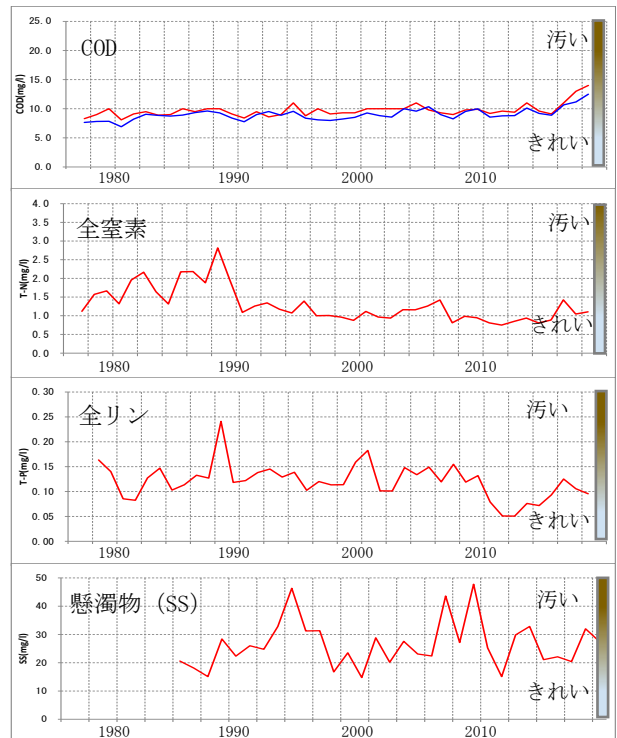 COD
汚い
きれい
COD(mg/l)
25. 0
20. 0
15. 0
10. 0
5. 0
0. 0
1980 1990 2000 2010
全窒素
汚い
きれい
T-N(mg/l)
4. 0
3. 5
3. 0
2. 5
2. 0
1. 5
1. 0
0. 5
0. 0
1980 1990 2000 2010
全リン
汚い
きれい
T-P(mg/l)
0.30
0.25
0.20
0.15
0.10
0.05
0.00
1980 1990 2000 2010
懸濁物（SS）
汚い
きれい
SS(mg/l)
50
40
30
20
10
0
1980 1990 2000 2010